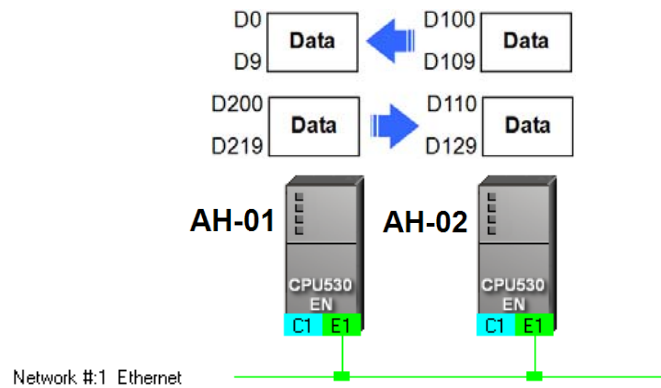 D0
Data
D9
D100
Data
D109
D200
Data
D219
D110
Data
D129
AH-01
AH-02
CPU530
EN
C1 E1
CPU530
EN
C1 E1
Network #:1 Ethernet